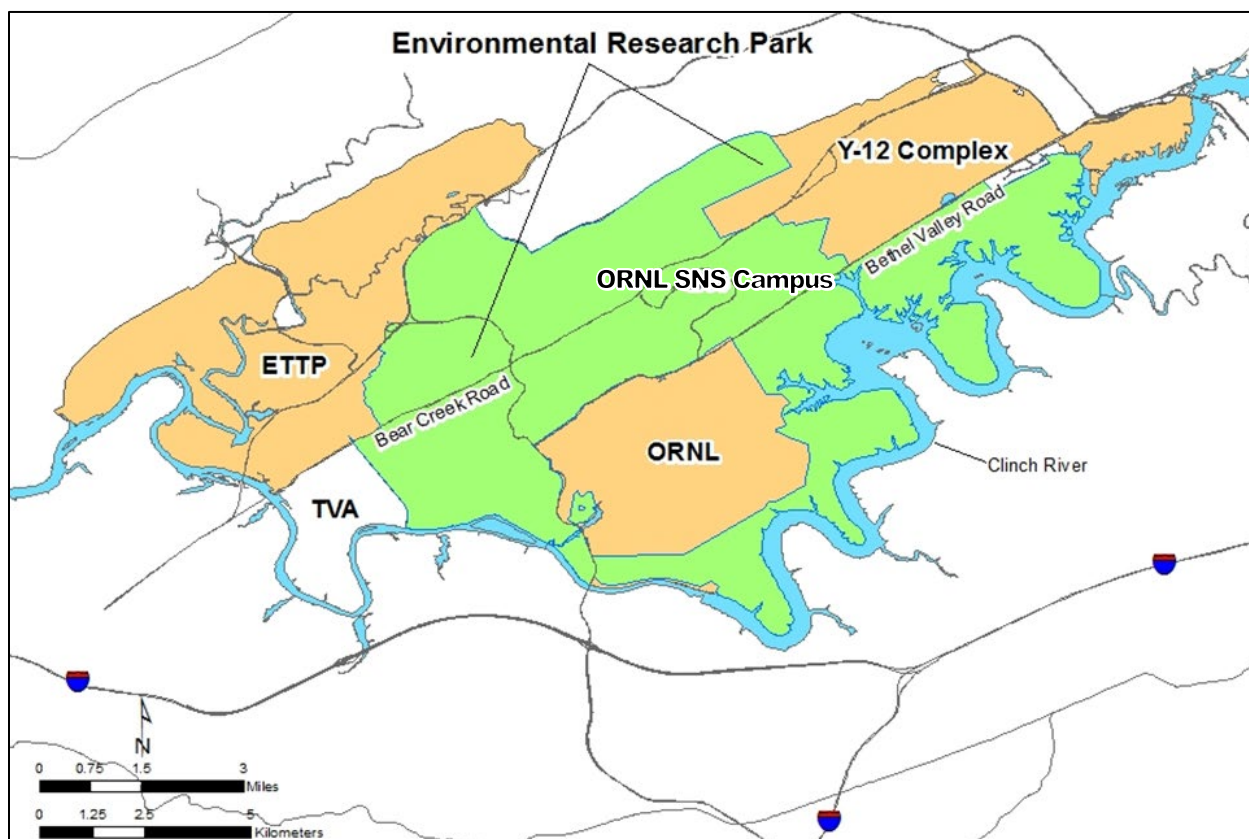 Environmental Research Park
Y-12 Complex
Bethel Valley Road
ORNL SNS Campus
ETTP
Bear Creek Road
ORNL
Clinch River
TVA
N
0 0.75 1.5 3
Miles
0 1.25 2.5 5
Kilometers